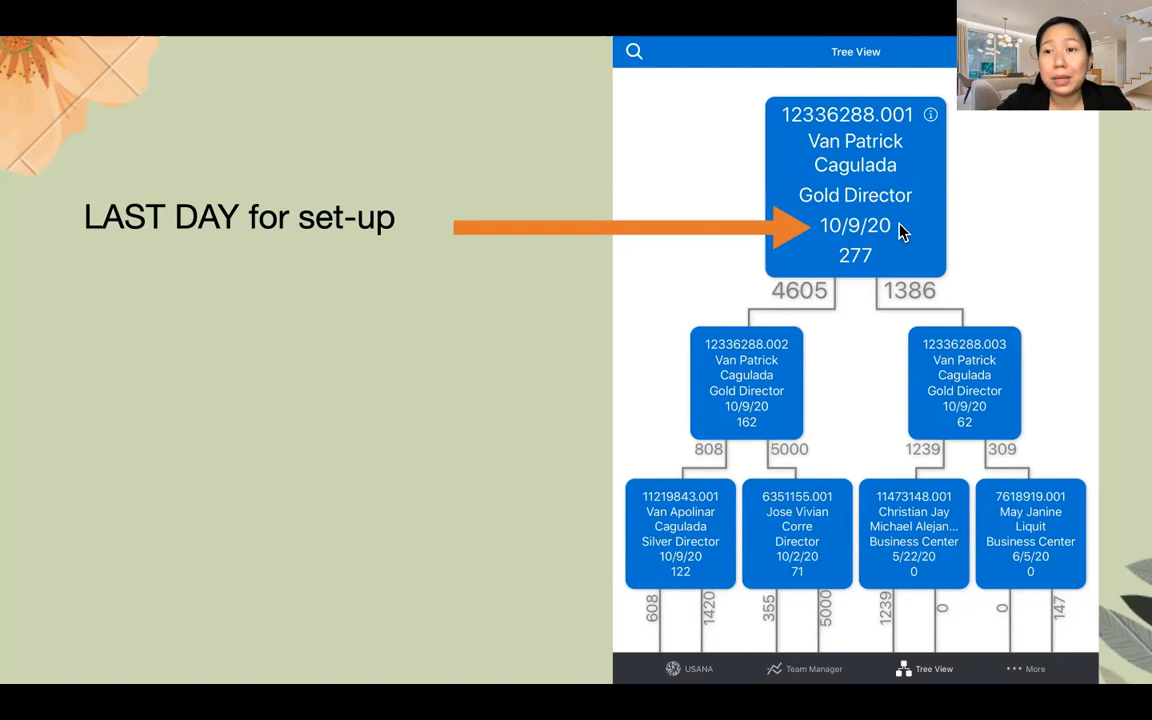 Tree View
LAST DAY for set-up
12336288.001
Van Patrick
Cagulada
Gold Director
10/9/20
277
4605
1386
12336288.002
Van Patrick
Cagulada
Gold Director
10/9/20
162
12336288.003
Van Patrick
Cagulada
Gold Director
10/9/20
62
808
5000
1239
309
11219843.001
Van Apolinar
Cagulada
Silver Director
10/9/20
122
6351155.001
Jose Vivian
Corre
Director
10/2/20
71
11473148.001
Christian Jay
Michael Alejan...
Business Center
5/22/20
0
7618919.001
May Janine
Liquit
Business Center
6/5/20
0
608
1420
355
5000
1239
0
0
147
USANA
Team Manager
Tree View
More